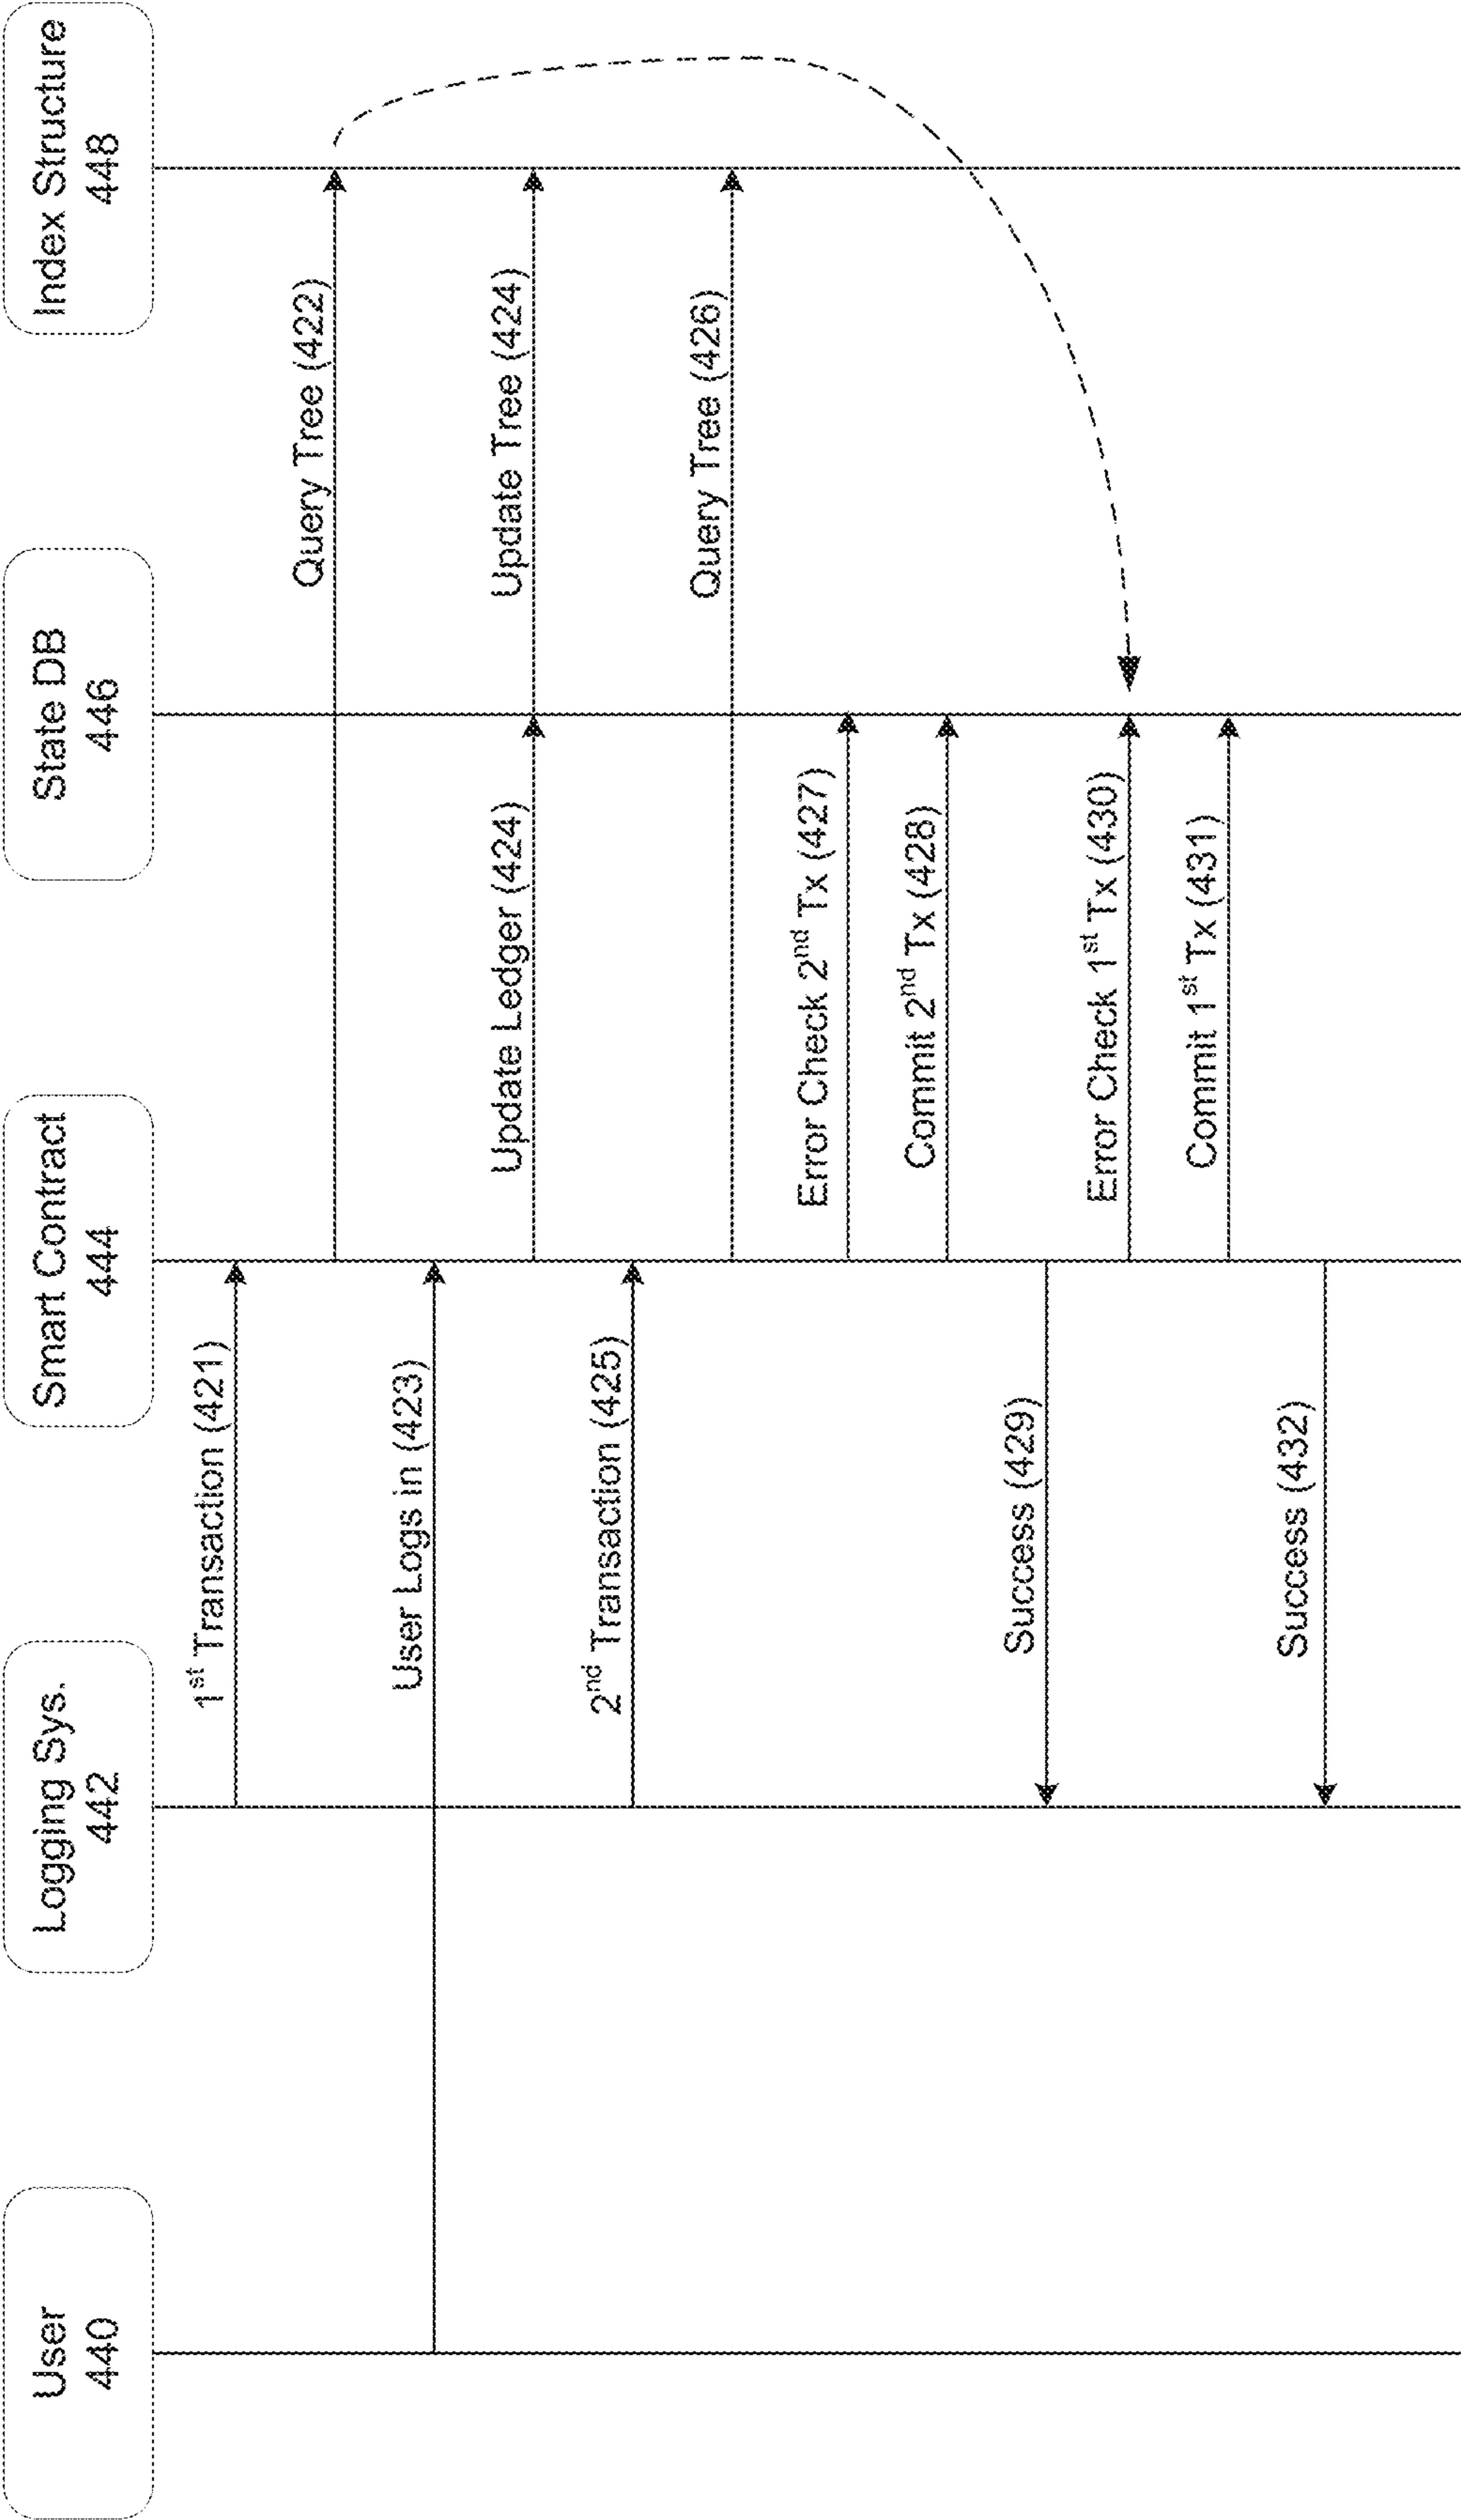 User
440
Logging Sys.
442
Smart Contract
444
State DB
446
Index Structure
448
1st Transaction (421)
Query Tree (422)
User Logs in (423)
Update Ledger (424)
Update Tree (424)
2nd Transaction (425)
Query Tree (426)
Error Check 2nd Tx (427)
Commit 2nd Tx (428)
Success (429)
Error Check 1st Tx (430)
Commit 1st Tx (431)
Success (432)